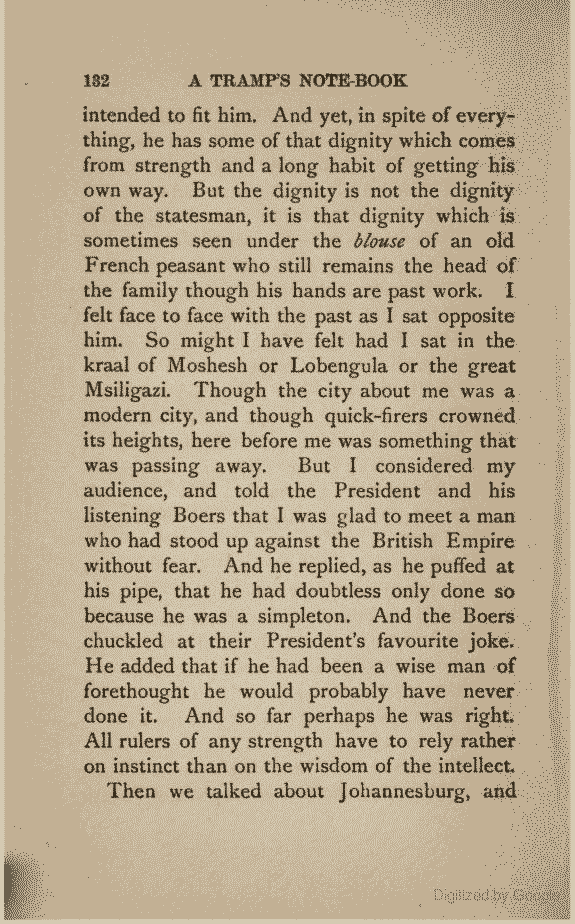 132 A TRAMP'S NOTE-BOOK
intended to fit him. And yet, in spite of every-
thing, he has some of that dignity which comes
from strength and a long habit of getting his
own way. But the dignity is not the dignity
of the statesman, it is that dignity which is
sometimes seen under the blouse of an old
French peasant who still remains the head of
the family though his hands are past work. I
felt face to face with the past as I sat opposite
him. So might I have felt had I sat in the
kraal of Moshesh or Lobengula or the great
Msiligazi. Though the city about me was a
modern city, and though quick-firers crowned
its heights, here before me was something that
was passing away. But I considered my
audience, and told the President and his
listening Boers that I was glad to meet a man
who had stood up against the British Empire
without fear. And he replied, as he puffed at
his pipe, that he had doubtless only done so
because he was a simpleton. And the Boers
chuckled at their President's favourite joke.
He added that if he had been a wise man of
forethought he would probably have never
done it. And so far perhaps he was right.
All rulers of any strength have to rely rather
on instinct than on the wisdom of the intellect.
Then we talked about Johannesburg, and
Digitized by Google